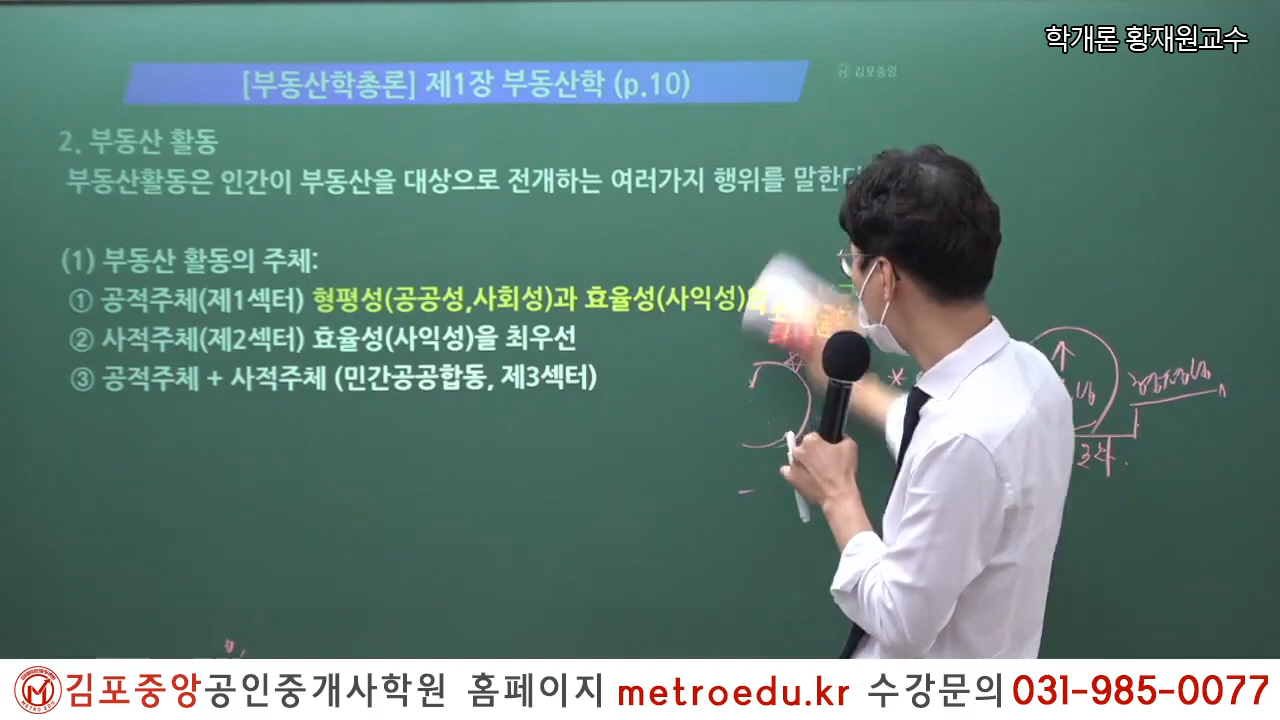 학개론 황재원교수
[부동산학총론] 제1장 부동산학 (p.10)
김포중앙
2. 부동산 활동
부동산활동은 인간이 부동산을 대상으로 전개하는 여러가지 행위를 말한다
(1) 부동산 활동의 주체:
① 공적주체(제1섹터) 형평성(공공성,사회성)과 효율성(사익성)의
② 사적주체(제2섹터) 효율성(사익성)을 최우선
③ 공적주체 + 사적주체 (민간공공합동, 제3섹터)
METRO EDU
김포중앙공인중개사학원 홈페이지 metroedu.kr 수강문의 031-985-0077